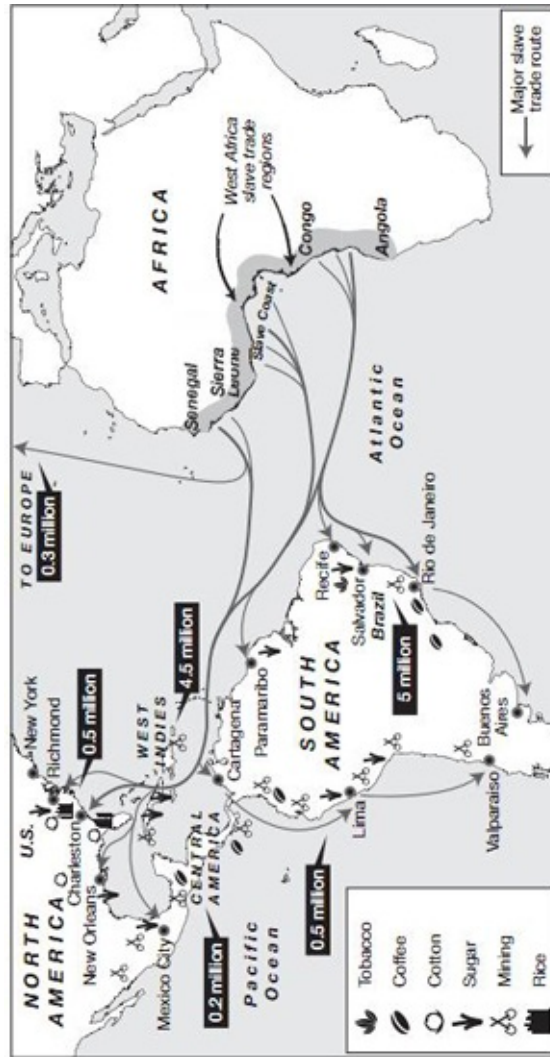 NORTH
AMERICA
U.S.
New York
Richmond
Charleston
New Orleans
Mexico City
0.5 million
WEST
INDIES
4.5 million
TO EUROPE
0.3 million
CENTRAL
AMERICA
0.2 million
Pacific
Ocean
Cartagena
Paramaribo
SOUTH
AMERICA
Recife
Salvador
Brazil
5 million
Rio de Janeiro
Lima
0.5 million
Buenos
Aires
Valparaiso
Atlantic
Ocean
AFRICA
Senegal
Sierra
Leone
Slave Coast
West Africa
slave trade
regions
Congo
Angola
Tobacco
Coffee
Cotton
Sugar
Mining
Rice
Major slave
trade route